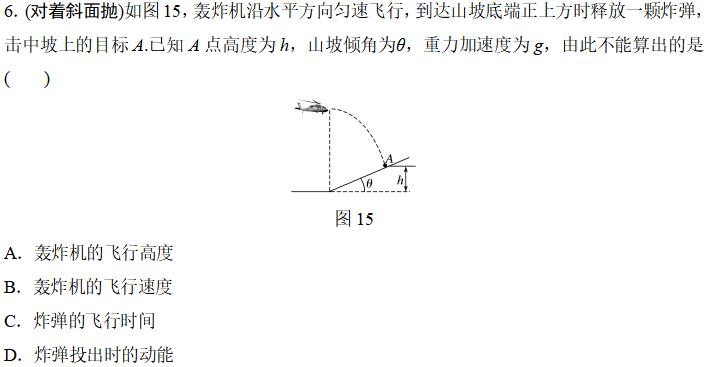 6. (对着斜面抛)如图 15，轰炸机沿水平方向匀速飞行，到达山坡底端正上方时释放一颗炸弹，
击中坡上的目标 A.已知 A 点高度为 h，山坡倾角为θ，重力加速度为 g，由此不能算出的是
(    )
A
θ
h
图 15
A．轰炸机的飞行高度
B．轰炸机的飞行速度
C．炸弹的飞行时间
D．炸弹投出时的动能